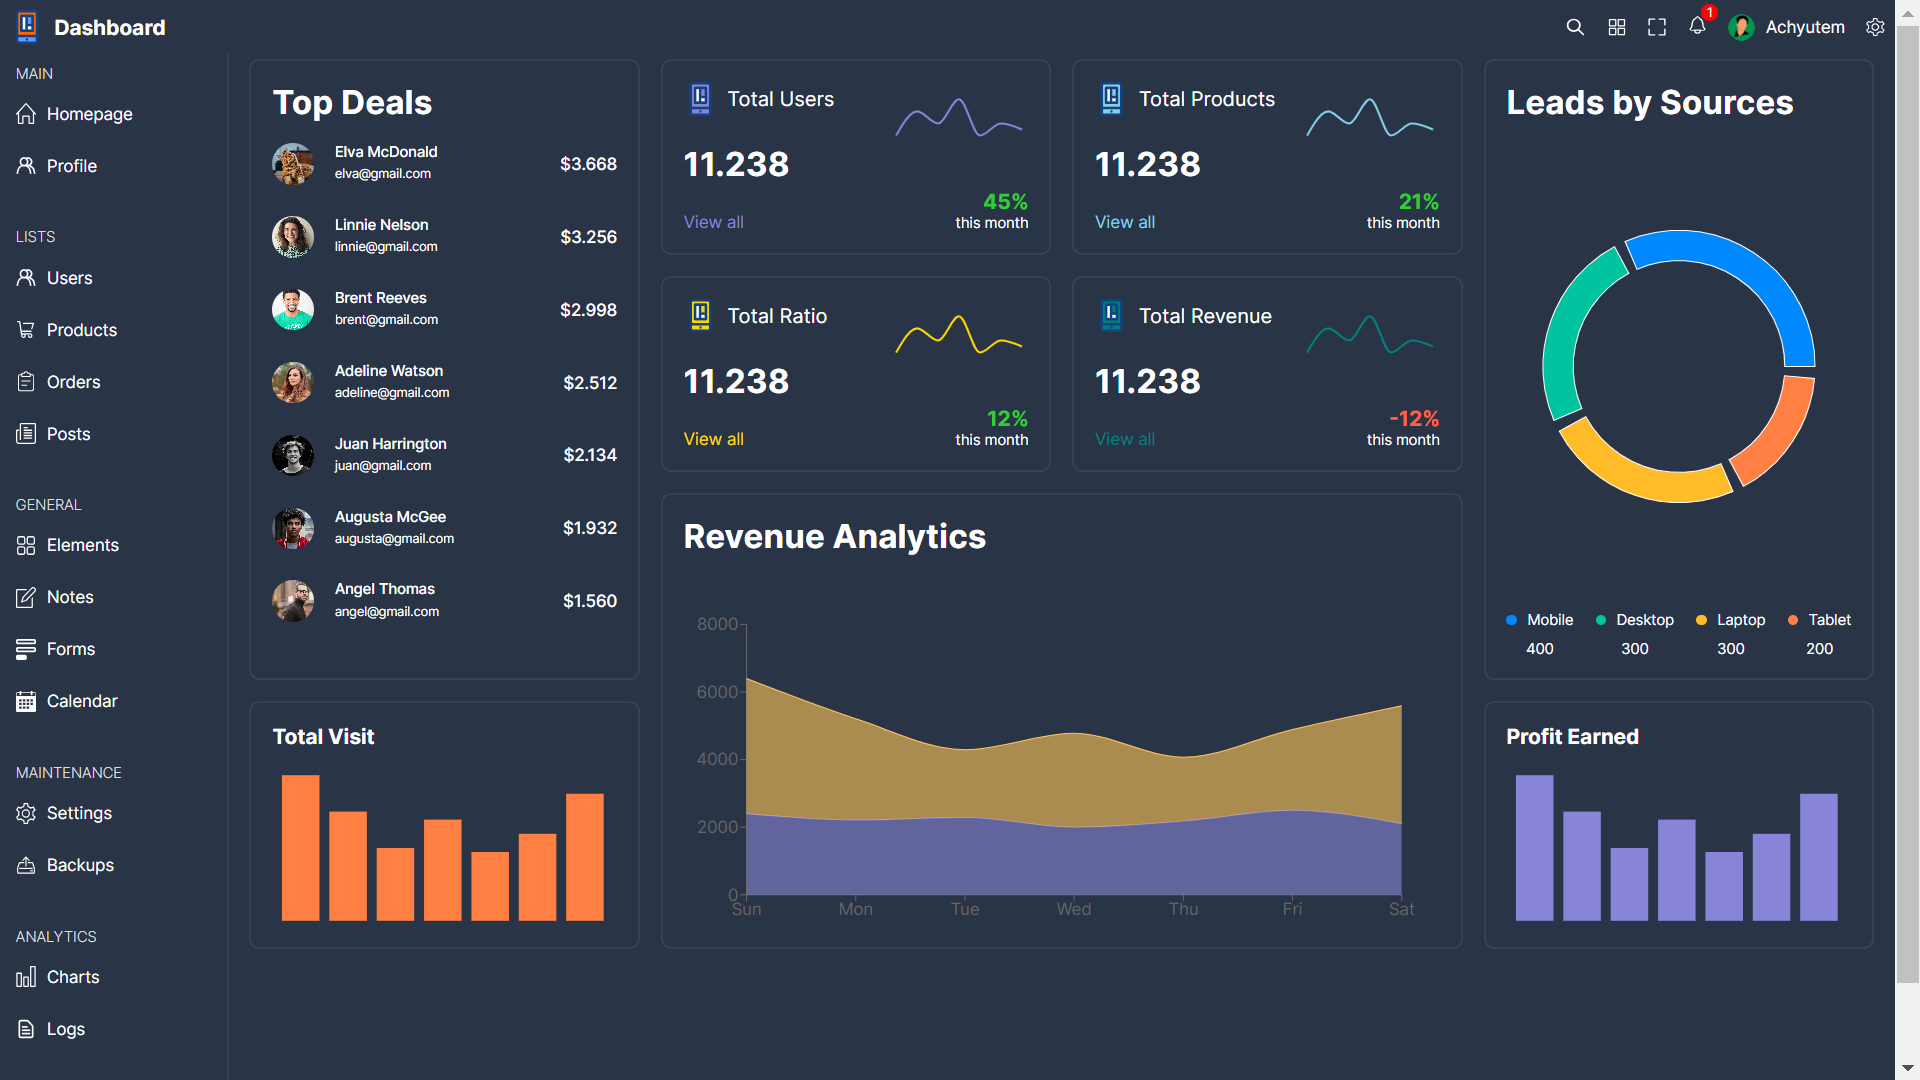 Dashboard
1
Achyutem
MAIN
Homepage
Profile
LISTS
Users
Products
Orders
Posts
GENERAL
Elements
Notes
Forms
Calendar
MAINTENANCE
Settings
Backups
ANALYTICS
Charts
Logs
Top Deals
Elva McDonald
elva@gmail.com
$3.668
Linnie Nelson
linnie@gmail.com
$3.256
Brent Reeves
brent@gmail.com
$2.998
Adeline Watson
adeline@gmail.com
$2.512
Juan Harrington
juan@gmail.com
$2.134
Augusta McGee
augusta@gmail.com
$1.932
Angel Thomas
angel@gmail.com
$1.560
Total Users
11.238
View all
45%
this month
Total Products
11.238
View all
21%
this month
Total Ratio
11.238
View all
12%
this month
Total Revenue
11.238
View all
-12%
this month
Leads by Sources
Mobile Desktop Laptop Tablet
400 300 300 200
Total Visit
Revenue Analytics
8000
6000
4000
2000
0
Sun Mon Tue Wed Thu Fri Sat
Profit Earned